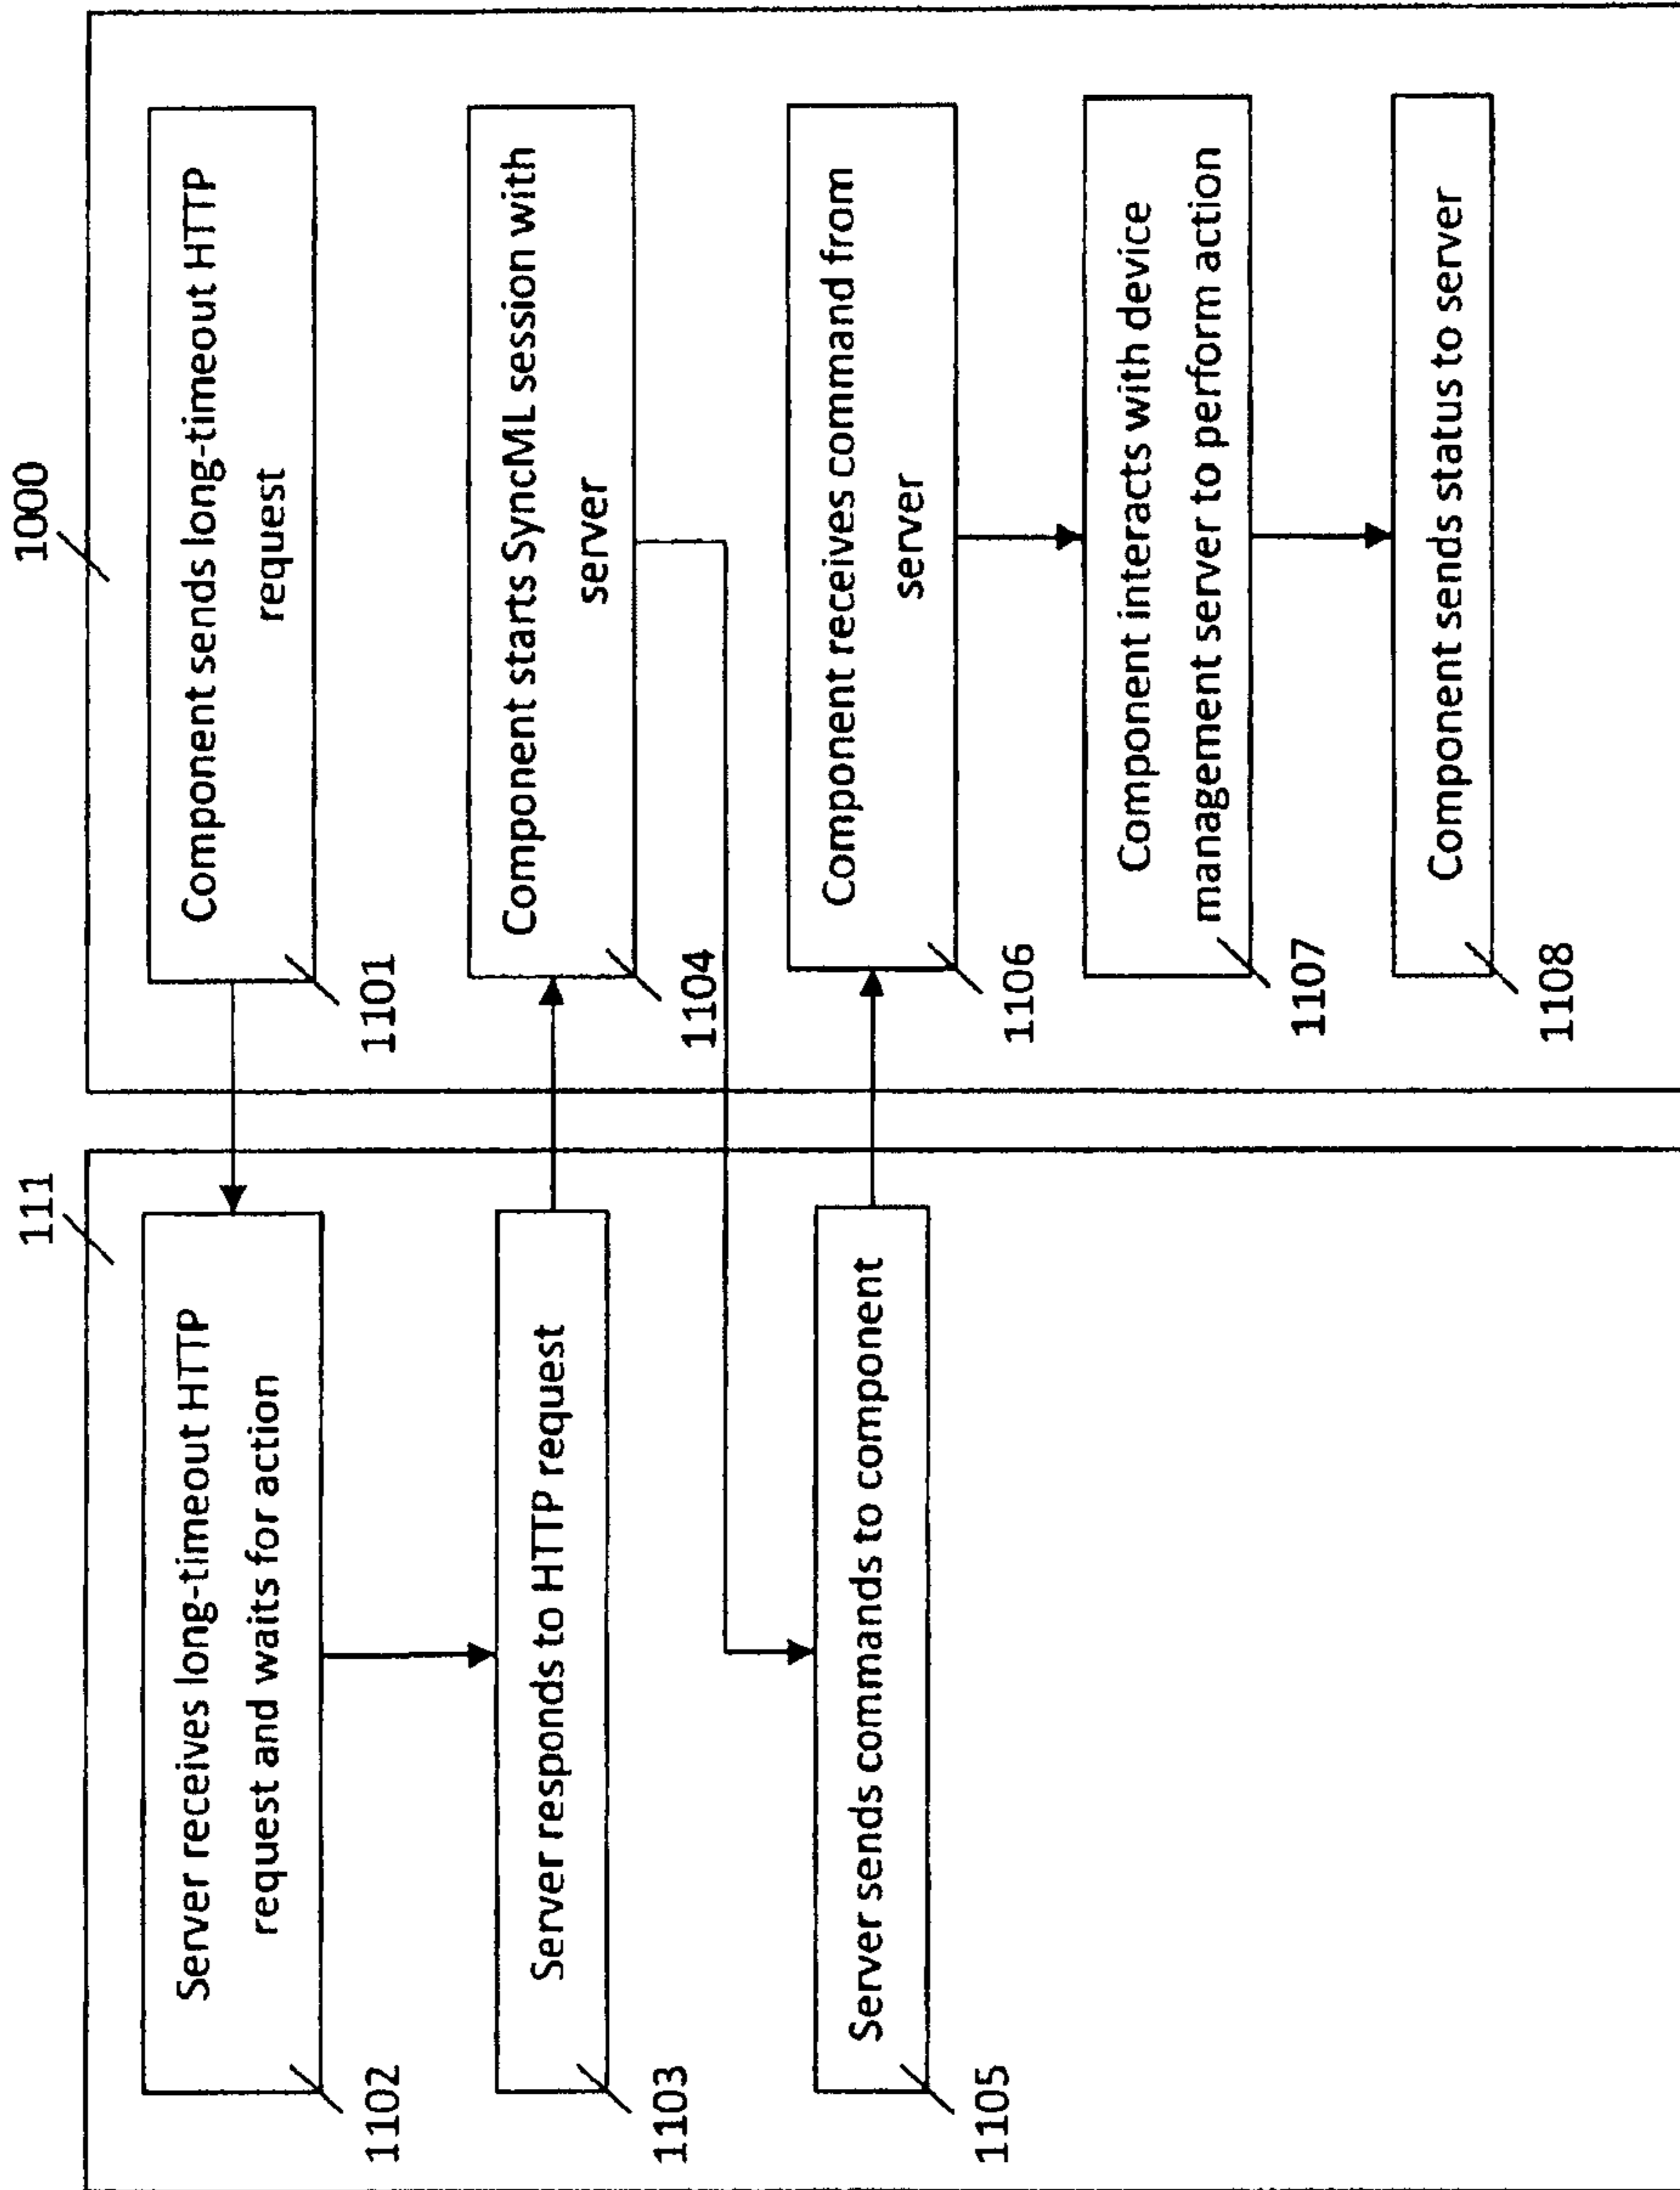 111
Server receives long-timeout HTTP
request and waits for action
1102
Server responds to HTTP request
1103
Server sends commands to component
1105
1000
Component sends long-timeout HTTP
request
1101
Component starts SyncML session with
server
1104
Component receives command from
server
1106
Component interacts with device
management server to perform action
1107
Component sends status to server
1108